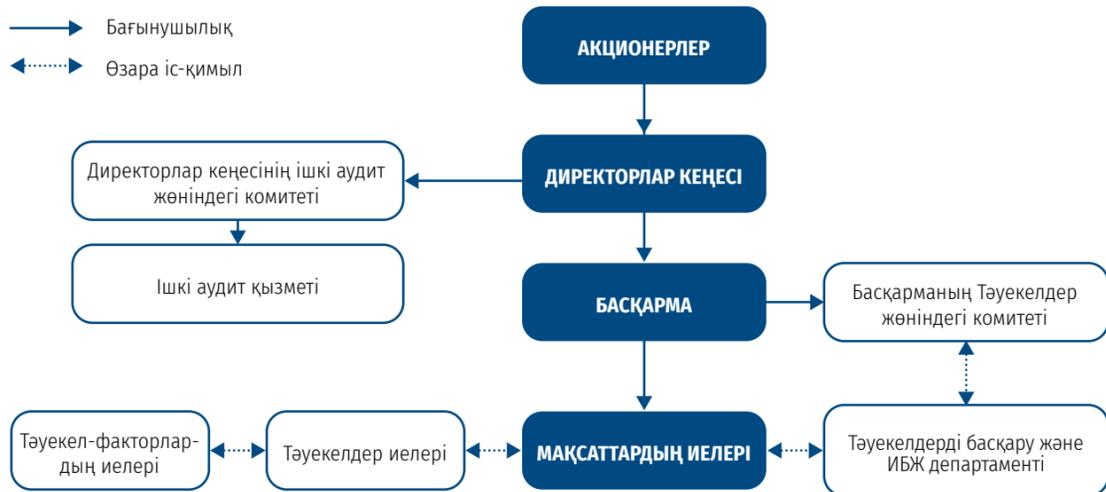 Бағынушылық
Өзара іс-қимыл
АКЦИОНЕРЛЕР
Директорлар кеңесінің ішкі аудит
жөніндегі комитеті
ДИРЕКТОРЛАР КЕҢЕСІ
Ішкі аудит қызметі
БАСҚАРМА
Басқарманың Тәуекелдер
жөніндегі комитеті
Тәуекел-факторлар-
дың иелері
Тәуекелдер иелері
МАҚСАТТАРДЫҢ ИЕЛЕРІ
Тәуекелдерді басқару және
ИБЖ департаменті